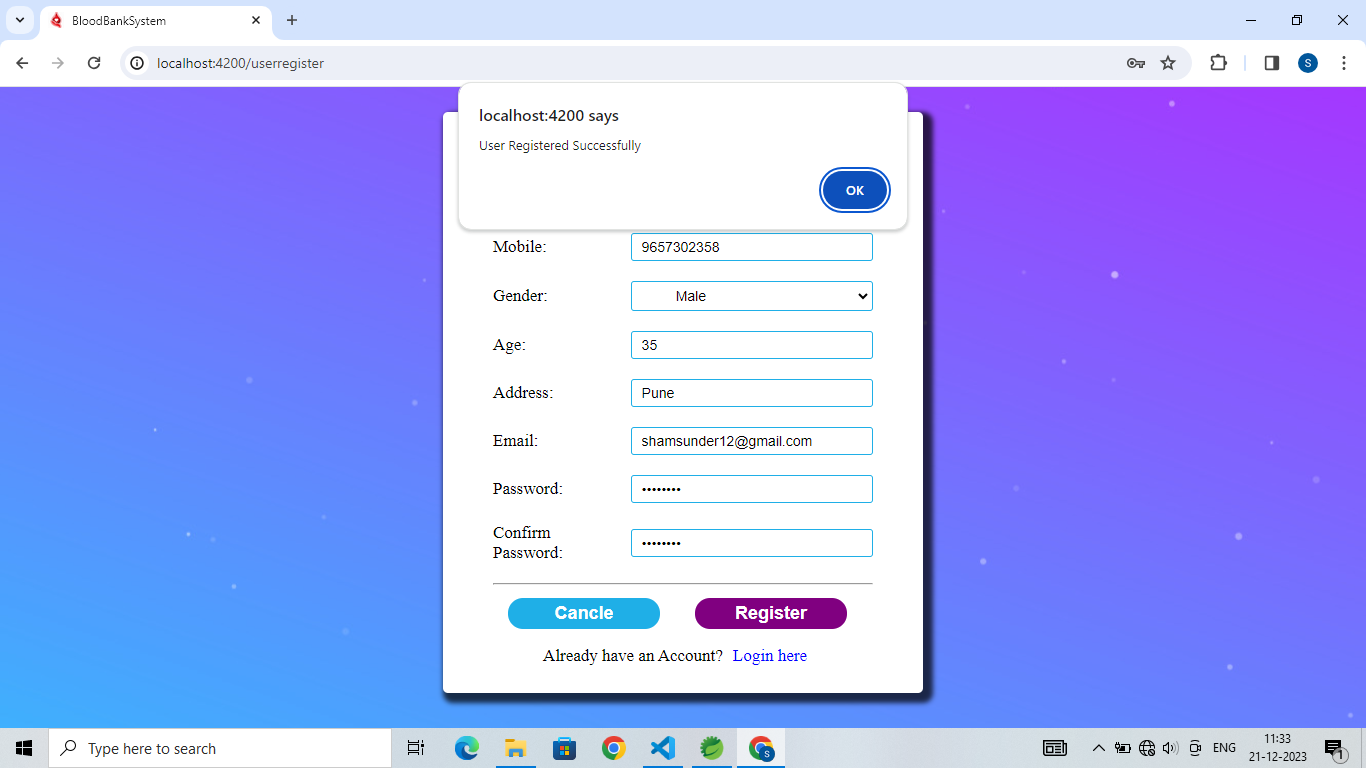 BloodBankSystem
localhost:4200/userregister
S
localhost:4200 says
User Registered Successfully
OK
Mobile: 9657302358
Gender: Male
Age: 35
Address: Pune
Email: shamsunder12@gmail.com
Password: ••••••••
Confirm
Password: ••••••••
Cancle Register
Already have an Account? Login here
Type here to search
S
ENG
11:33
21-12-2023
1